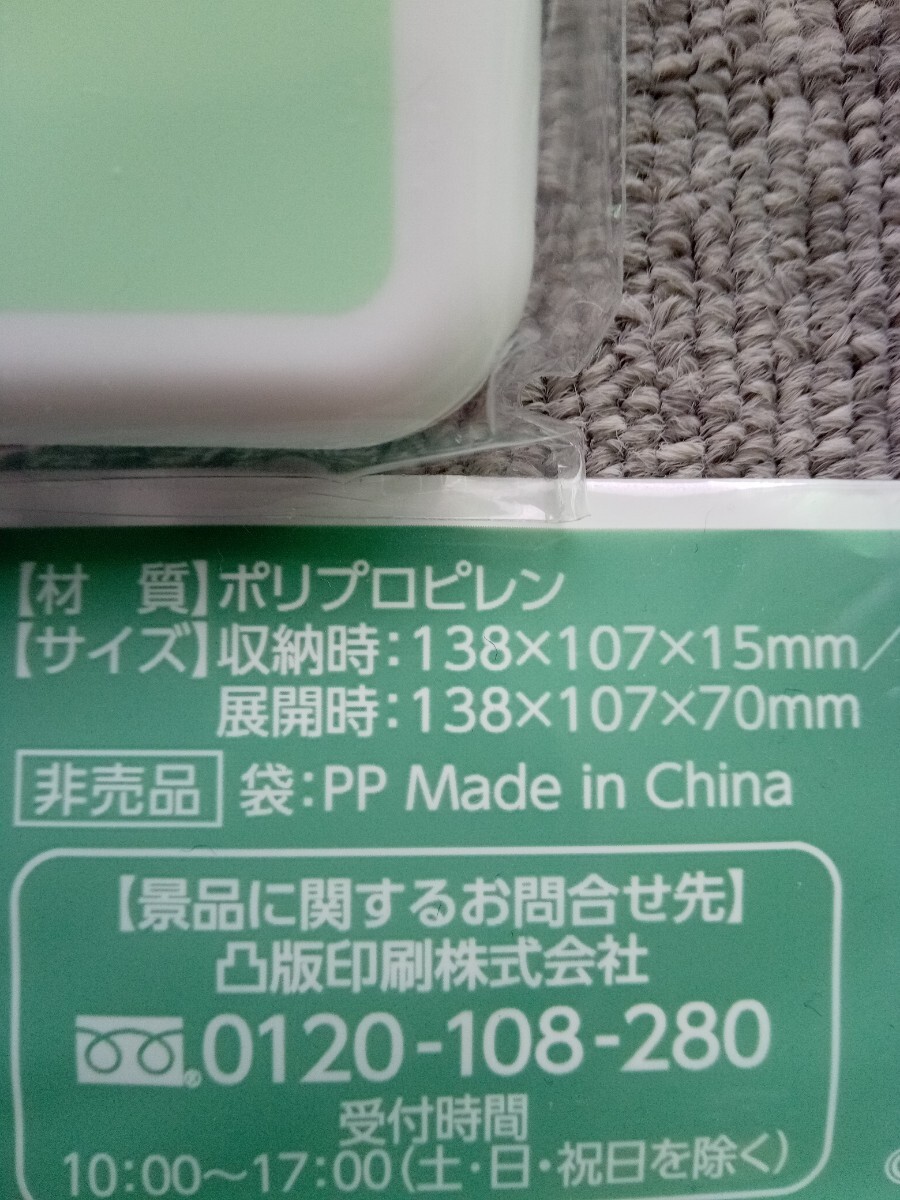 【材　質】ポリプロピレン
【サイズ】収納時：138×107×15mm／
展開時：138×107×70mm
非売品 袋：PP Made in China
【景品に関するお問合せ先】
凸版印刷株式会社
®0120-108-280
受付時間
10：00～17：00（土・日・祝日を除く）
©